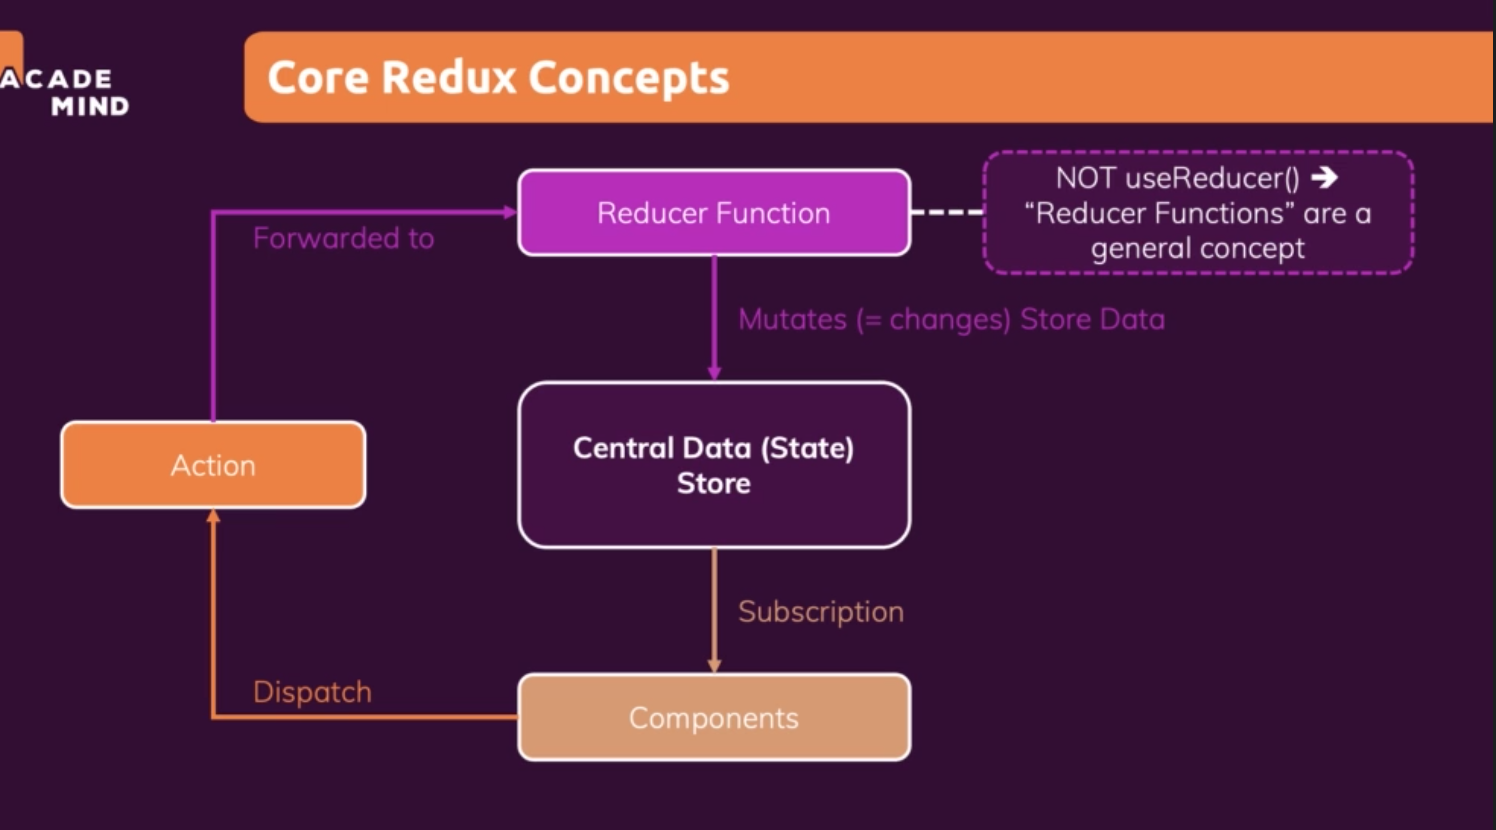 ACADE
MIND
Core Redux Concepts
Reducer Function
NOT useReducer() ➔
“Reducer Functions” are a
general concept
Forwarded to
Mutates (= changes) Store Data
Action
Central Data (State)
Store
Subscription
Dispatch
Components